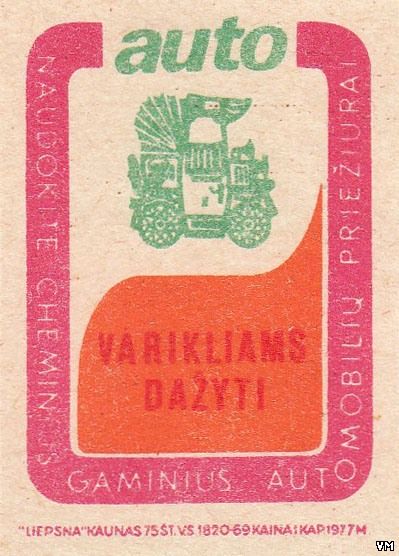 auto
NAUDOKITE CHEMINIUS GAMINIUS AUTOMOBILIŲ PRIEŽIŪRAI
VARIKLIAMS
DAŽYTI
"LIEPSNA" KAUNAS 75 ŠT. VS 1820-69 KAINA 1 KAP. 1977 M
VM